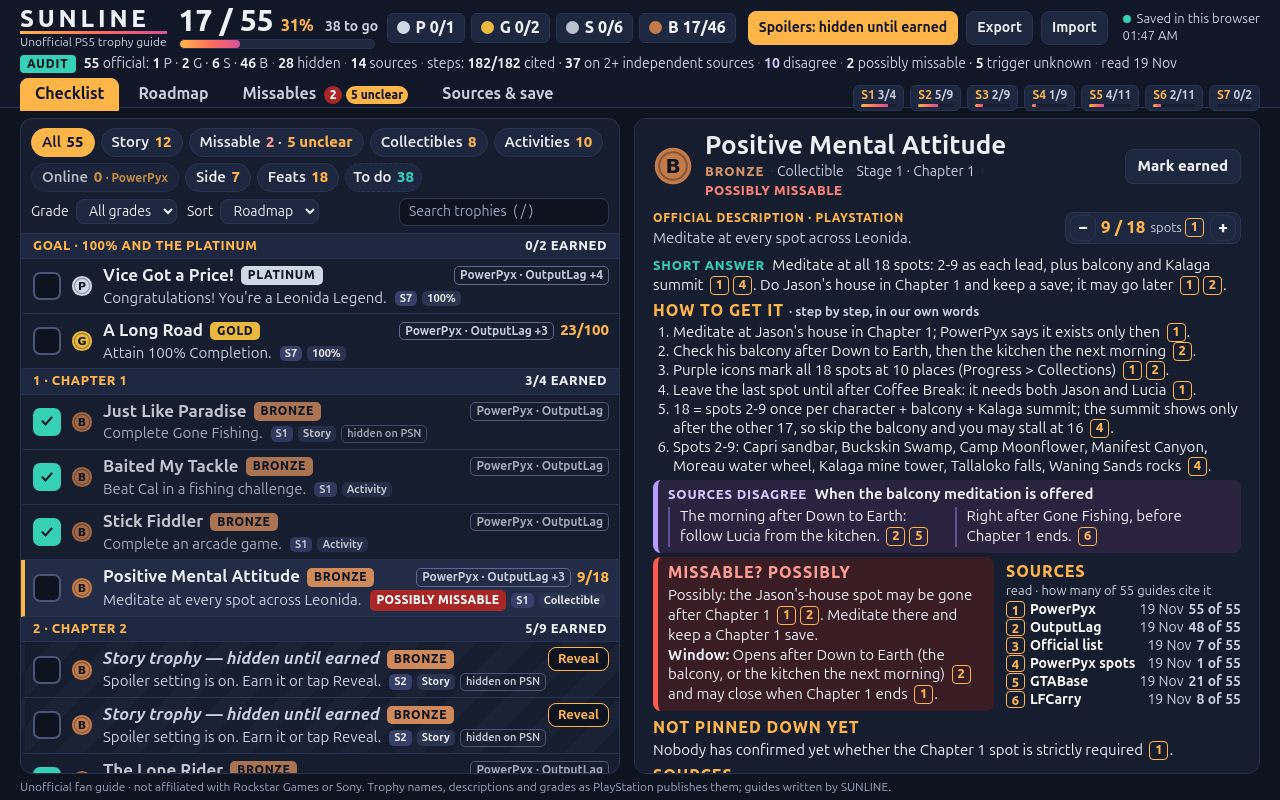 SUNLINE
Unofficial PS5 trophy guide
17 / 55 31% 38 to go
P 0/1
G 0/2
S 0/6
B 17/46
Spoilers: hidden until earned
Export
Import
Saved in this browser
01:47 AM
AUDIT 55 official: 1 P · 2 G · 6 S · 46 B · 28 hidden · 14 sources · steps: 182/182 cited · 37 on 2+ independent sources · 10 disagree · 2 possibly missable · 5 trigger unknown · read 19 Nov
Checklist
Roadmap
Missables 2 5 unclear
Sources & save
S1 3/4
S2 5/9
S3 2/9
S4 1/9
S5 4/11
S6 2/11
S7 0/2
All 55
Story 12
Missable 2 · 5 unclear
Collectibles 8
Activities 10
Online 0 · PowerPyx
Side 7
Feats 18
To do 38
Grade All grades Sort Roadmap
Search trophies (/)
GOAL · 100% AND THE PLATINUM 0/2 EARNED
P Vice Got a Price! PLATINUM PowerPyx · OutputLag +4
Congratulations! You're a Leonida Legend. S7 100%
G A Long Road GOLD PowerPyx · OutputLag +3 23/100
Attain 100% Completion. S7 100%
1 · CHAPTER 1 3/4 EARNED
B Just Like Paradise BRONZE PowerPyx · OutputLag
Complete Gone Fishing. S1 Story hidden on PSN
B Baited My Tackle BRONZE PowerPyx · OutputLag
Beat Cal in a fishing challenge. S1 Activity
B Stick Fiddler BRONZE PowerPyx · OutputLag
Complete an arcade game. S1 Activity
B Positive Mental Attitude BRONZE PowerPyx · OutputLag +3 9/18
Meditate at every spot across Leonida. POSSIBLY MISSABLE S1 Collectible
2 · CHAPTER 2 5/9 EARNED
B Story trophy — hidden until earned BRONZE Reveal
Spoiler setting is on. Earn it or tap Reveal. S2 Story hidden on PSN
B Story trophy — hidden until earned BRONZE Reveal
Spoiler setting is on. Earn it or tap Reveal. S2 Story hidden on PSN
The Lone Rider BRONZE PowerPyx · OutputLag
B Positive Mental Attitude
BRONZE · Collectible · Stage 1 · Chapter 1 ·
POSSIBLY MISSABLE
Mark earned
OFFICIAL DESCRIPTION · PLAYSTATION
Meditate at every spot across Leonida.
− 9 / 18 spots 1 +
SHORT ANSWER Meditate at all 18 spots: 2-9 as each lead, plus balcony and Kalaga
summit 1 4. Do Jason's house in Chapter 1 and keep a save; it may go later 1 2.
HOW TO GET IT · step by step, in our own words
1. Meditate at Jason's house in Chapter 1; PowerPyx says it exists only then 1.
2. Check his balcony after Down to Earth, then the kitchen the next morning 2.
3. Purple icons mark all 18 spots at 10 places (Progress > Collections) 1 2.
4. Leave the last spot until after Coffee Break: it needs both Jason and Lucia 1.
5. 18 = spots 2-9 once per character + balcony + Kalaga summit; the summit shows only
after the other 17, so skip the balcony and you may stall at 16 4.
6. Spots 2-9: Capri sandbar, Buckskin Swamp, Camp Moonflower, Manifest Canyon,
Moreau water wheel, Kalaga mine tower, Tallaloko falls, Waning Sands rocks 4.
SOURCES DISAGREE When the balcony meditation is offered
The morning after Down to Earth:
follow Lucia from the kitchen. 2 5
Right after Gone Fishing, before
Chapter 1 ends. 6
MISSABLE? POSSIBLY
Possibly: the Jason's-house spot may be gone
after Chapter 1 1 2. Meditate there and
keep a Chapter 1 save.
Window: Opens after Down to Earth (the
balcony, or the kitchen the next morning) 2
and may close when Chapter 1 ends 1.
SOURCES
read · how many of 55 guides cite it
1 PowerPyx 19 Nov 55 of 55
2 OutputLag 19 Nov 48 of 55
3 Official list 19 Nov 7 of 55
4 PowerPyx spots 19 Nov 1 of 55
5 GTABase 19 Nov 21 of 55
6 LFCarry 19 Nov 8 of 55
NOT PINNED DOWN YET
Nobody has confirmed yet whether the Chapter 1 spot is strictly required 1.
SOURCES
Unofficial fan guide · not affiliated with Rockstar Games or Sony. Trophy names, descriptions and grades as PlayStation publishes them; guides written by SUNLINE.